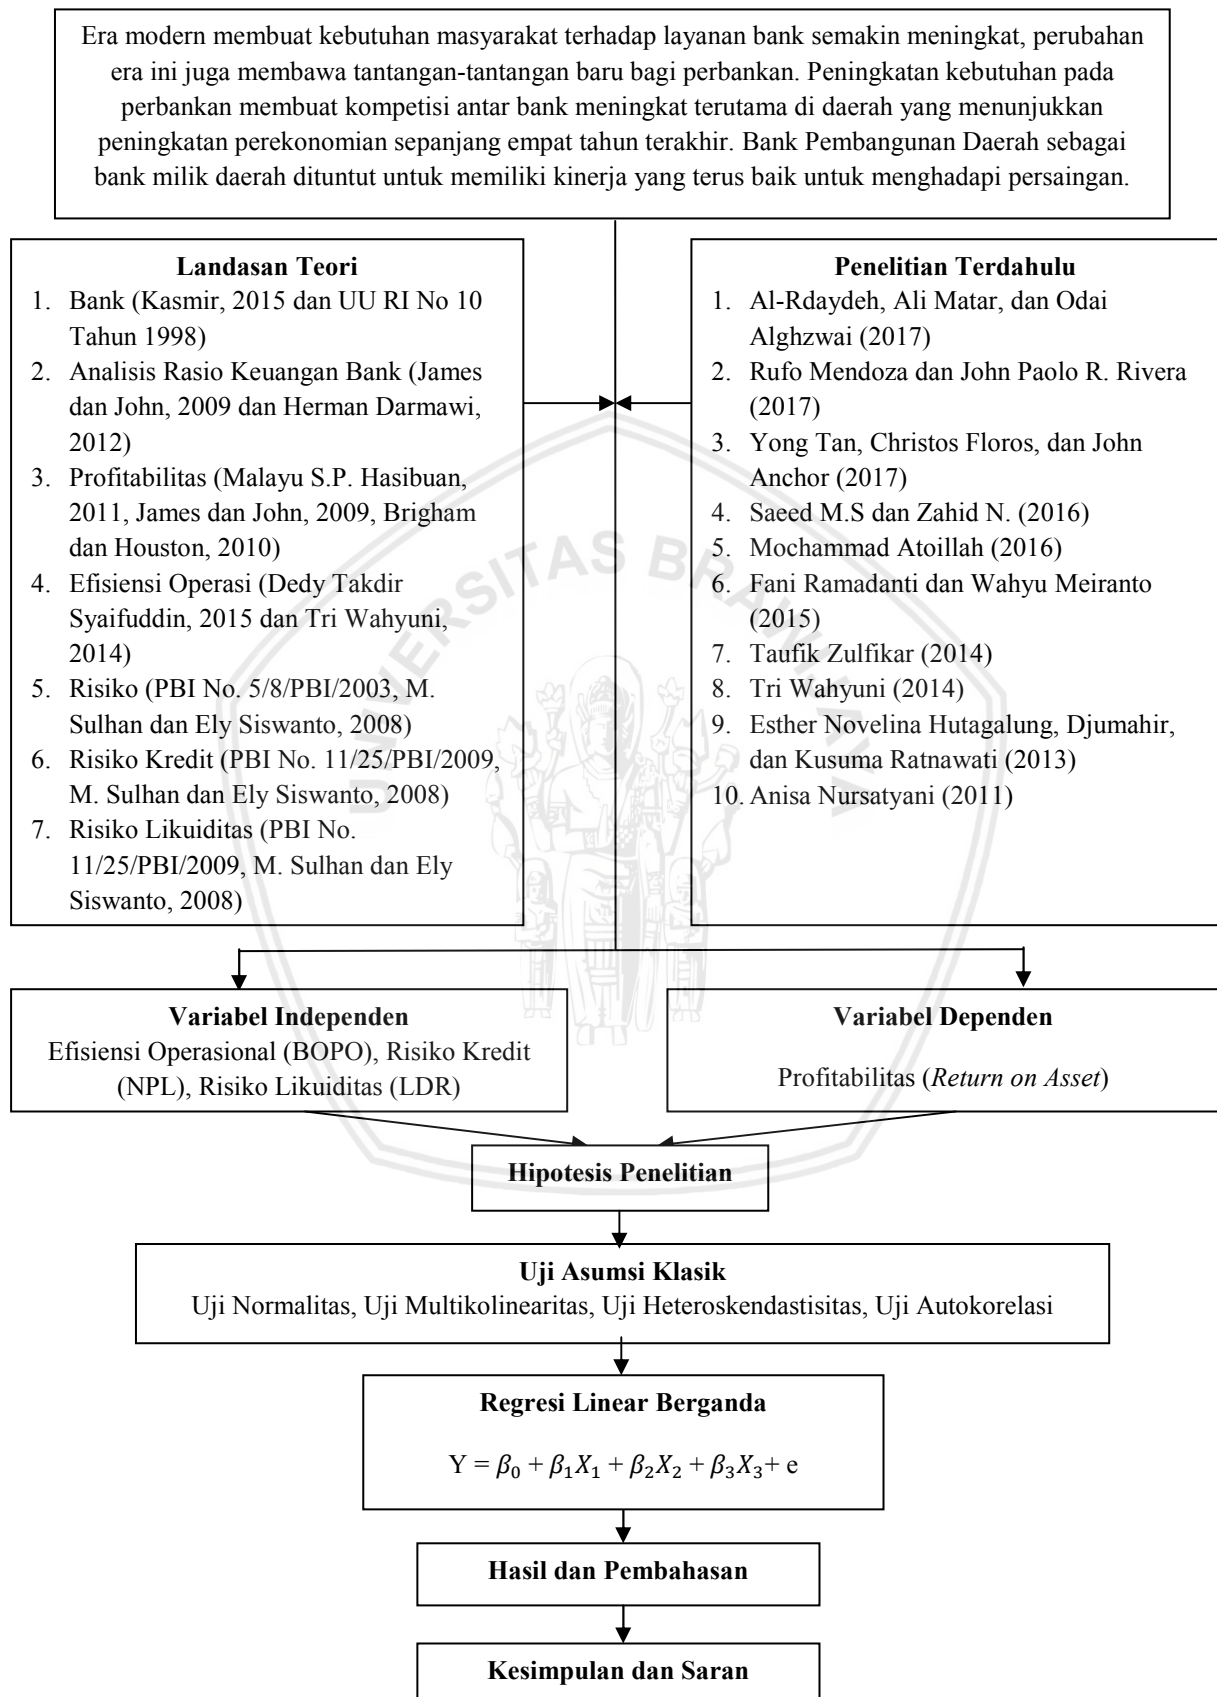 Era modern membuat kebutuhan masyarakat terhadap layanan bank semakin meningkat, perubahan
era ini juga membawa tantangan-tantangan baru bagi perbankan. Peningkatan kebutuhan pada
perbankan membuat kompetisi antar bank meningkat terutama di daerah yang menunjukkan
peningkatan perekonomian sepanjang empat tahun terakhir. Bank Pembangunan Daerah sebagai
bank milik daerah dituntut untuk memiliki kinerja yang terus baik untuk menghadapi persaingan.
Landasan Teori
1. Bank (Kasmir, 2015 dan UU RI No 10
Tahun 1998)
2. Analisis Rasio Keuangan Bank (James
dan John, 2009 dan Herman Darmawi,
2012)
3. Profitabilitas (Malayu S.P. Hasibuan,
2011, James dan John, 2009, Brigham
dan Houston, 2010)
4. Efisiensi Operasi (Dedy Takdir
Syaifuddin, 2015 dan Tri Wahyuni,
2014)
5. Risiko (PBI No. 5/8/PBI/2003, M.
Sulhan dan Ely Siswanto, 2008)
6. Risiko Kredit (PBI No. 11/25/PBI/2009,
M. Sulhan dan Ely Siswanto, 2008)
7. Risiko Likuiditas (PBI No.
11/25/PBI/2009, M. Sulhan dan Ely
Siswanto, 2008)
Penelitian Terdahulu
1. Al-Rdaydeh, Ali Matar, dan Odai
Alghzwai (2017)
2. Rufo Mendoza dan John Paolo R. Rivera
(2017)
3. Yong Tan, Christos Floros, dan John
Anchor (2017)
4. Saeed M.S dan Zahid N. (2016)
5. Mochammad Atoillah (2016)
6. Fani Ramadanti dan Wahyu Meiranto
(2015)
7. Taufik Zulfikar (2014)
8. Tri Wahyuni (2014)
9. Esther Novelina Hutagalung, Djumahir,
dan Kusuma Ratnawati (2013)
10. Anisa Nursatyani (2011)
UNIVERSITAS BRAWIJAYA
Variabel Independen
Efisiensi Operasional (BOPO), Risiko Kredit
(NPL), Risiko Likuiditas (LDR)
Variabel Dependen
Profitabilitas (Return on Asset)
Hipotesis Penelitian
Uji Asumsi Klasik
Uji Normalitas, Uji Multikolinearitas, Uji Heteroskendastisitas, Uji Autokorelasi
Regresi Linear Berganda
Y = β₀ + β₁X₁ + β₂X₂ + β₃X₃+ e
Hasil dan Pembahasan
Kesimpulan dan Saran